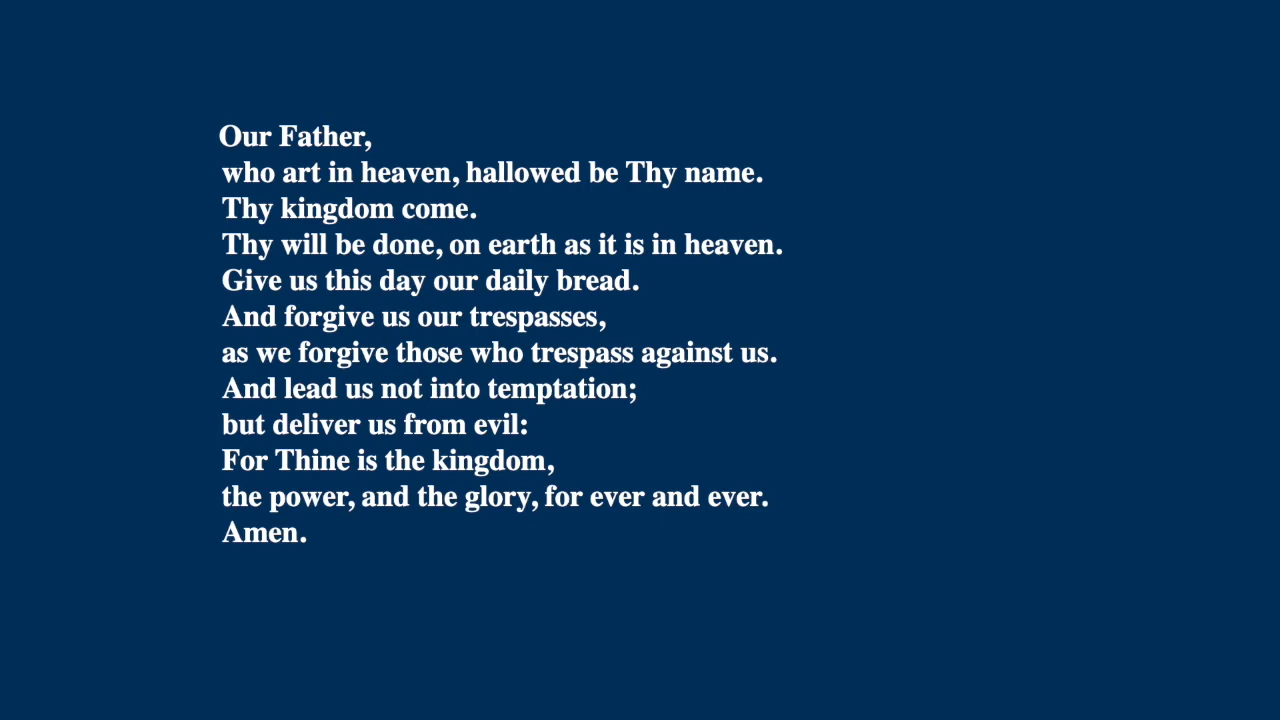 Our Father,
who art in heaven, hallowed be Thy name.
Thy kingdom come.
Thy will be done, on earth as it is in heaven.
Give us this day our daily bread.
And forgive us our trespasses,
as we forgive those who trespass against us.
And lead us not into temptation;
but deliver us from evil:
For Thine is the kingdom,
the power, and the glory, for ever and ever.
Amen.